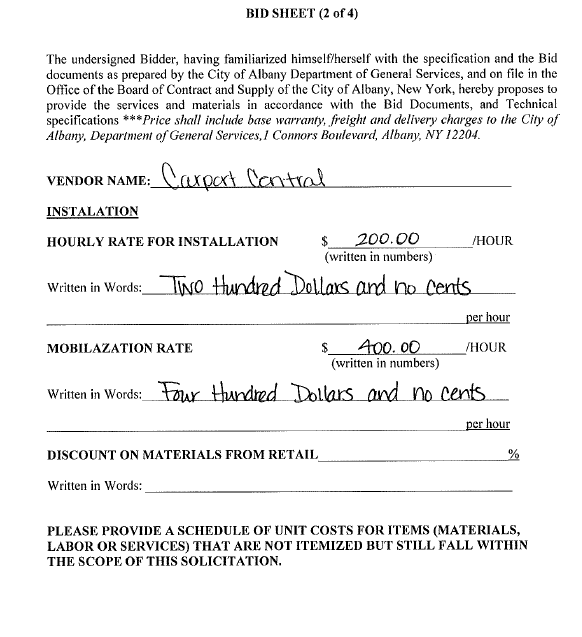 BID SHEET (2 of 4)
The undersigned Bidder, having familiarized himself/herself with the specification and the Bid
documents as prepared by the City of Albany Department of General Services, and on file in the
Office of the Board of Contract and Supply of the City of Albany, New York, hereby proposes to
provide the services and materials in accordance with the Bid Documents, and Technical
specifications ***Price shall include base warranty, freight and delivery charges to the City of
Albany, Department of General Services,1 Connors Boulevard, Albany, NY 12204.
VENDOR NAME: Carport Central
INSTALATION
HOURLY RATE FOR INSTALLATION $ 200.00 /HOUR
(written in numbers)
Written in Words: Two Hundred Dollars and no cents
per hour
MOBILAZATION RATE $ 400.00 /HOUR
(written in numbers)
Written in Words: Four Hundred Dollars and no cents
per hour
DISCOUNT ON MATERIALS FROM RETAIL %
Written in Words:
PLEASE PROVIDE A SCHEDULE OF UNIT COSTS FOR ITEMS (MATERIALS,
LABOR OR SERVICES) THAT ARE NOT ITEMIZED BUT STILL FALL WITHIN
THE SCOPE OF THIS SOLICITATION.